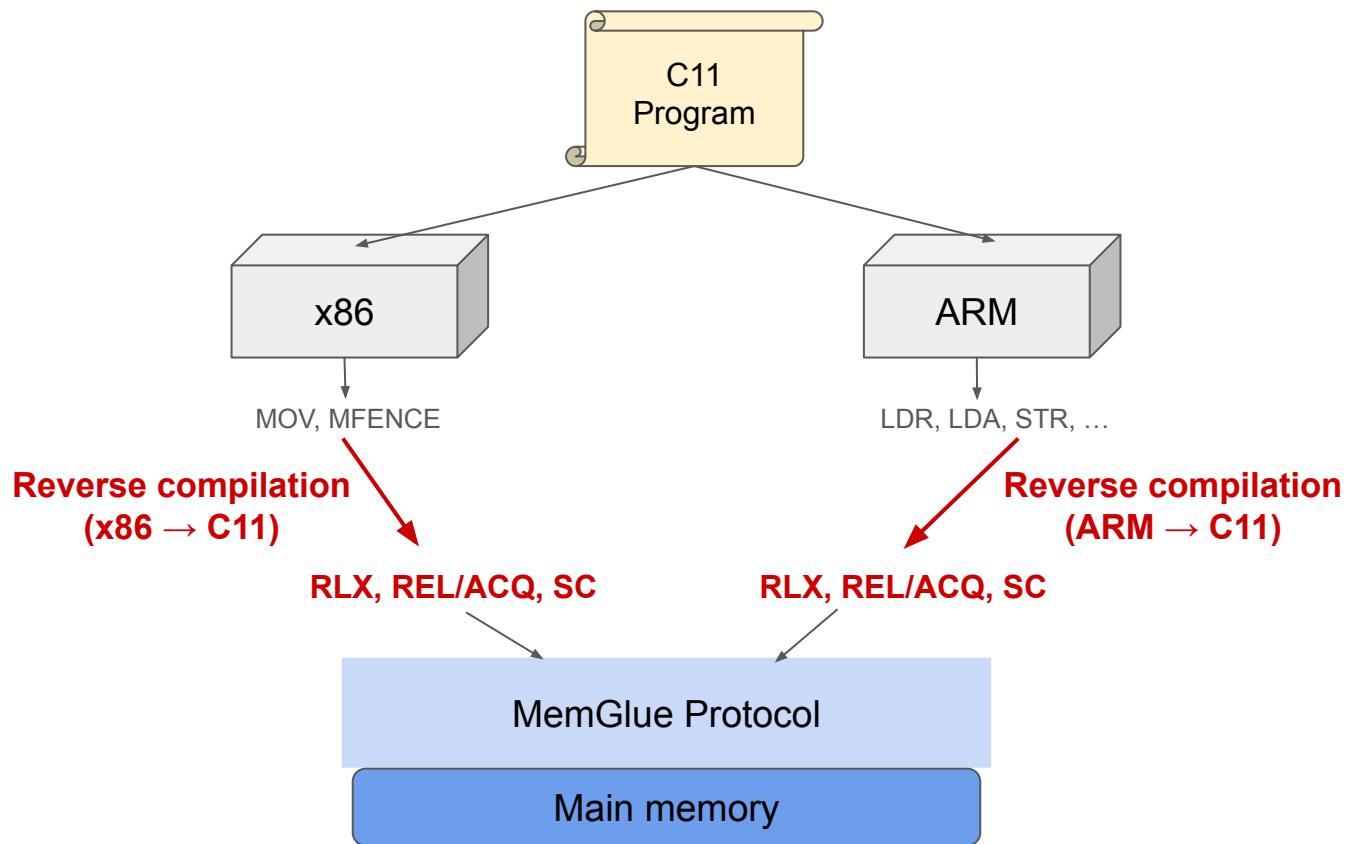 C11
Program
x86
ARM
MOV, MFENCE
LDR, LDA, STR, …
Reverse compilation
(x86 → C11)
Reverse compilation
(ARM → C11)
RLX, REL/ACQ, SC
RLX, REL/ACQ, SC
MemGlue Protocol
Main memory